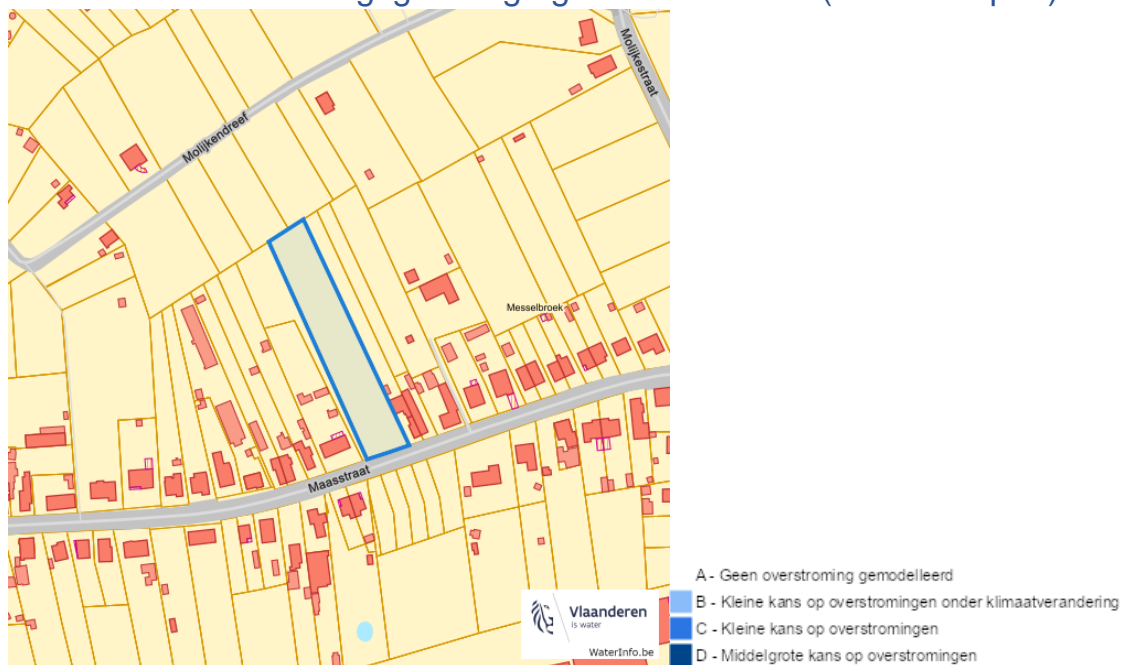 Molijkestraat
Molijkendreef
Messelbroek
Maasstraat
Vlaanderen
is water
WaterInfo.be
A - Geen overstroming gemodelleerd
B - Kleine kans op overstromingen onder klimaatverandering
C - Kleine kans op overstromingen
D - Middelgrote kans op overstromingen